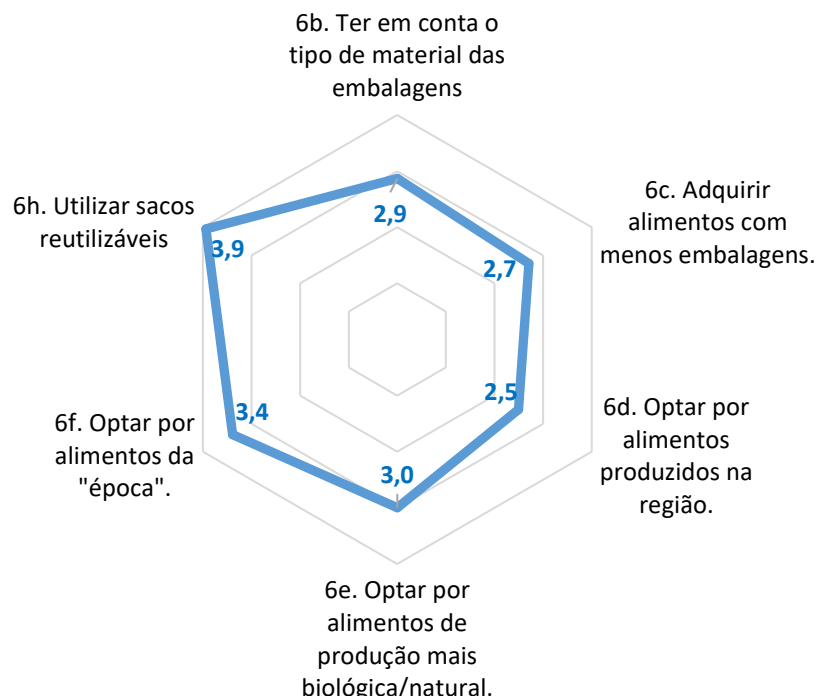 6b. Ter em conta o
tipo de material das
embalagens
2,9
6c. Adquirir
alimentos com
menos embalagens.
2,7
6d. Optar por
alimentos
produzidos na
região.
2,5
6e. Optar por
alimentos de
produção mais
biológica/natural.
3,0
6f. Optar por
alimentos da
"época".
3,4
6h. Utilizar sacos
reutilizáveis
3,9